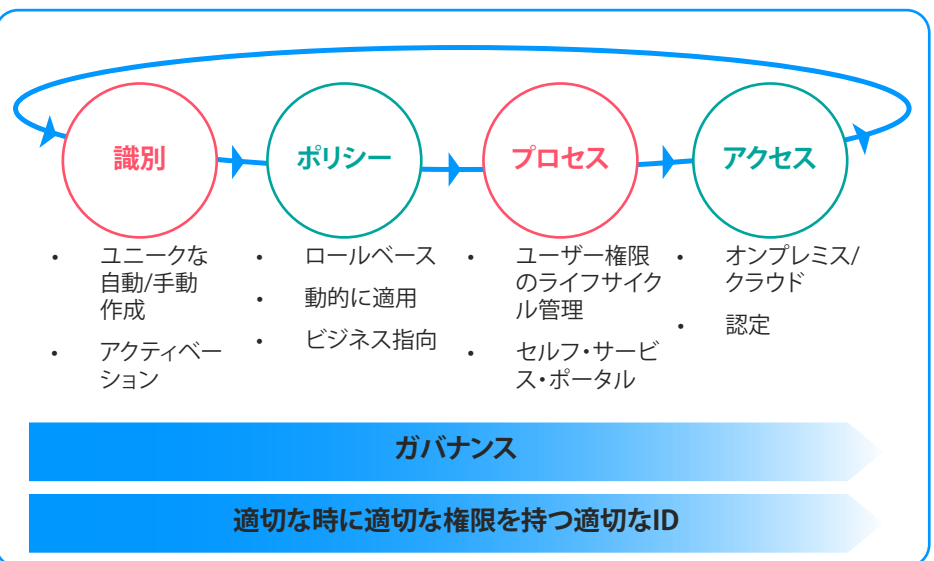 識別
ポリシー
プロセス
アクセス
• ユニークな
自動/手動
作成
• アクティベー
ション
• ロールベース
• 動的に適用
• ビジネス指向
• ユーザー権限
のライフサイク
ル管理
• セルフ・サービ
ス・ポータル
• オンプレミス/
クラウド
• 認定
ガバナンス
適切な時に適切な権限を持つ適切なID